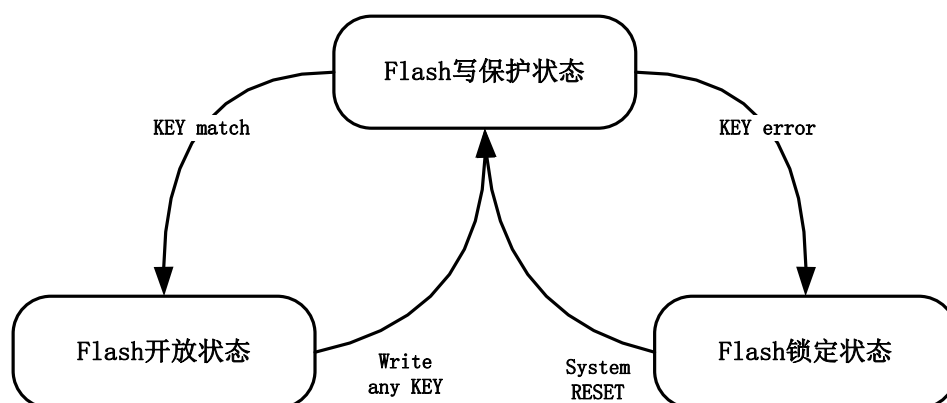 Flash写保护状态
KEY match
KEY error
Flash开放状态
Flash锁定状态
Write
any KEY
System
RESET